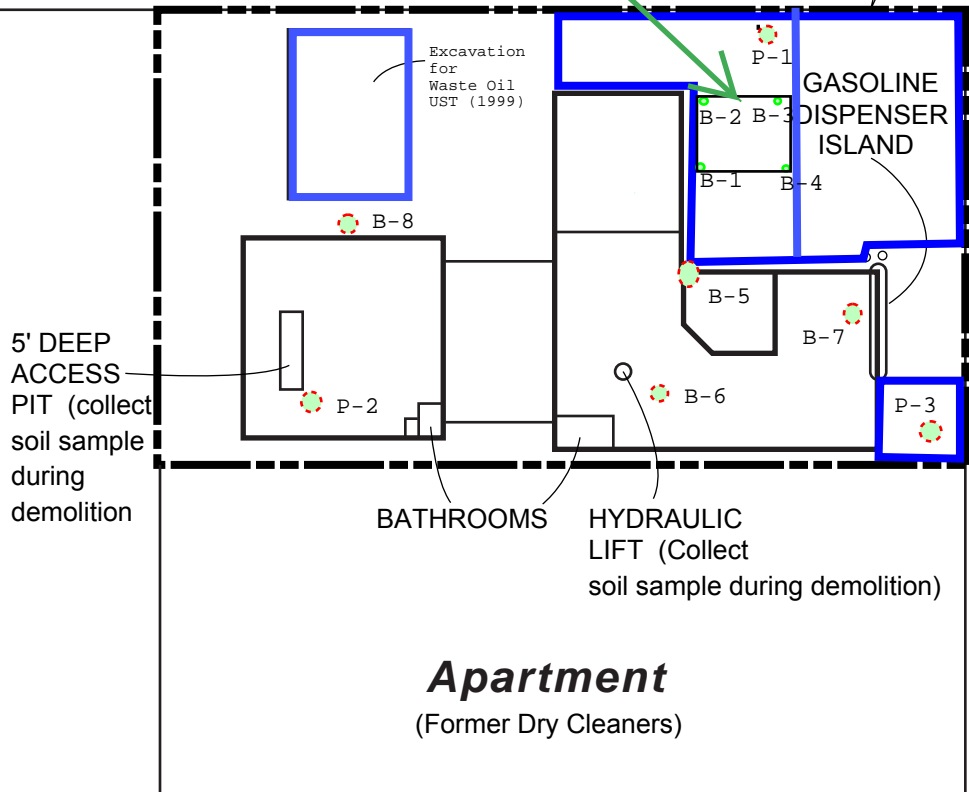 Excavation
for
Waste Oil
UST (1999)
P-1
GASOLINE
DISPENSER
ISLAND
B-2
B-3
B-1
B-4
B-8
B-5
B-7
5' DEEP
ACCESS
PIT (collect
soil sample
during
demolition
P-2
B-6
P-3
BATHROOMS
HYDRAULIC
LIFT (Collect
soil sample during demolition)
Apartment
(Former Dry Cleaners)